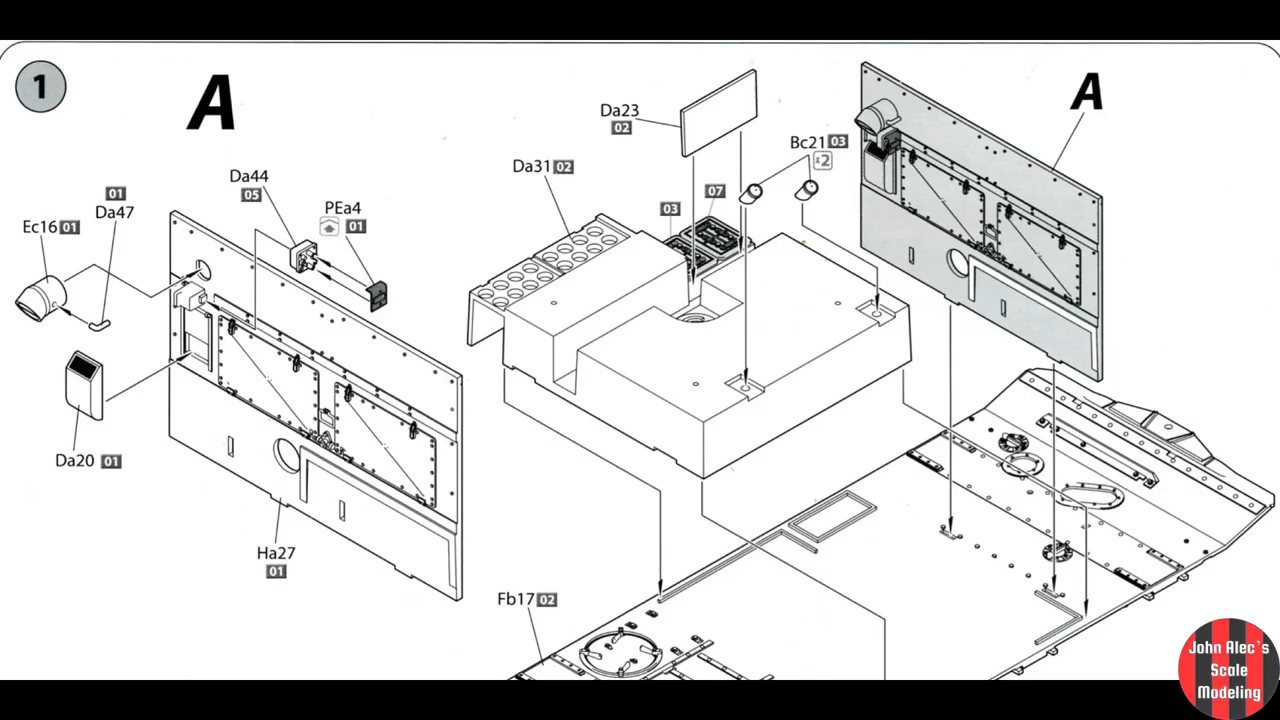 1
A
A
Da23
02
Bc21 03
x2
Da31 02
Da44
05
01
Da47
PEa4
01
Ec16 01
03
07
Da20 01
Ha27
01
Fb17 02
John Alec`s
Scale
Modeling